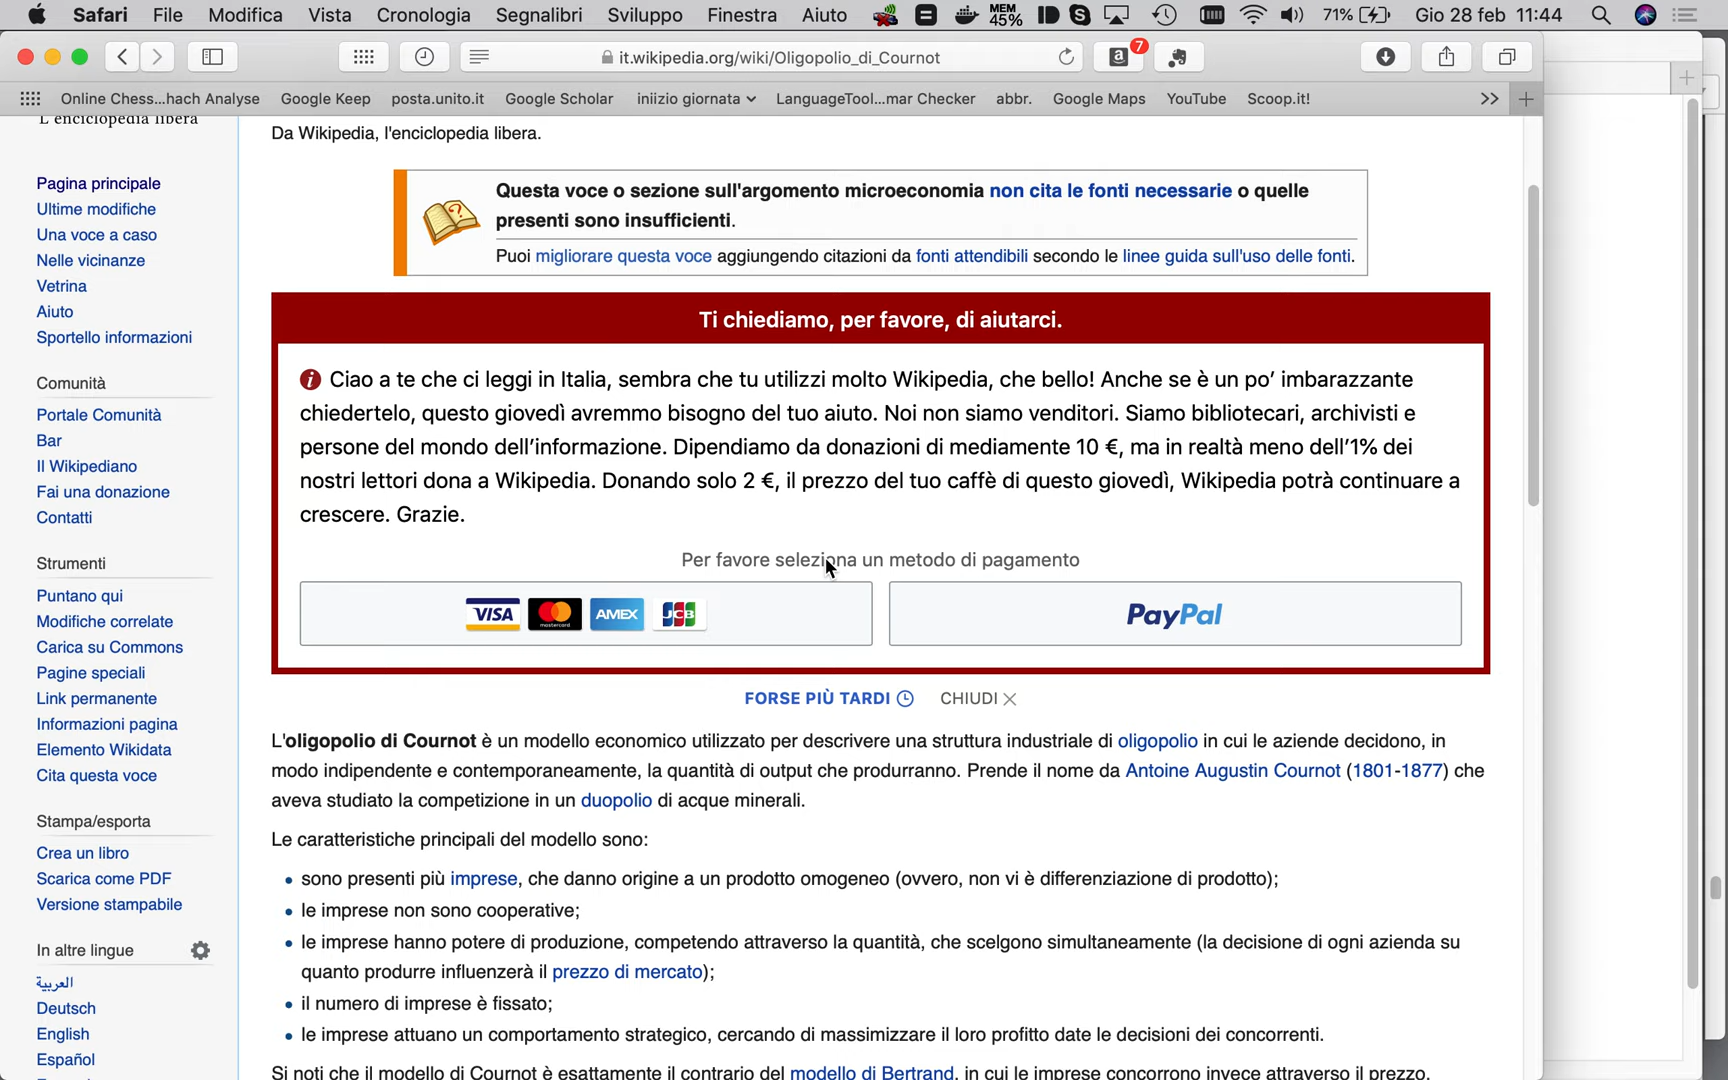 Safari File Modifica Vista Cronologia Segnalibri Sviluppo Finestra Aiuto MEM 45% 71% Gio 28 feb 11:44
it.wikipedia.org/wiki/Oligopolio_di_Cournot 7
Online Chess...hach Analyse Google Keep posta.unito.it Google Scholar iniizio giornata LanguageTool...mar Checker abbr. Google Maps YouTube Scoop.it!
L'enciclopedia libera
Pagina principale
Ultime modifiche
Una voce a caso
Nelle vicinanze
Vetrina
Aiuto
Sportello informazioni
Comunità
Portale Comunità
Bar
Il Wikipediano
Fai una donazione
Contatti
Strumenti
Puntano qui
Modifiche correlate
Carica su Commons
Pagine speciali
Link permanente
Informazioni pagina
Elemento Wikidata
Cita questa voce
Stampa/esporta
Crea un libro
Scarica come PDF
Versione stampabile
In altre lingue
العربية
Deutsch
English
Español
Da Wikipedia, l'enciclopedia libera.
Questa voce o sezione sull'argomento microeconomia non cita le fonti necessarie o quelle
presenti sono insufficienti.
Puoi migliorare questa voce aggiungendo citazioni da fonti attendibili secondo le linee guida sull'uso delle fonti.
Ti chiediamo, per favore, di aiutarci.
Ciao a te che ci leggi in Italia, sembra che tu utilizzi molto Wikipedia, che bello! Anche se è un po' imbarazzante
chiedertelo, questo giovedì avremmo bisogno del tuo aiuto. Noi non siamo venditori. Siamo bibliotecari, archivisti e
persone del mondo dell'informazione. Dipendiamo da donazioni di mediamente 10 €, ma in realtà meno dell'1% dei
nostri lettori dona a Wikipedia. Donando solo 2 €, il prezzo del tuo caffè di questo giovedì, Wikipedia potrà continuare a
crescere. Grazie.
Per favore seleziona un metodo di pagamento
VISA mastercard AMEX JCB PayPal
FORSE PIÙ TARDI CHIUDI
L'oligopolio di Cournot è un modello economico utilizzato per descrivere una struttura industriale di oligopolio in cui le aziende decidono, in
modo indipendente e contemporaneamente, la quantità di output che produrranno. Prende il nome da Antoine Augustin Cournot (1801-1877) che
aveva studiato la competizione in un duopolio di acque minerali.
Le caratteristiche principali del modello sono:
sono presenti più imprese, che danno origine a un prodotto omogeneo (ovvero, non vi è differenziazione di prodotto);
le imprese non sono cooperative;
le imprese hanno potere di produzione, competendo attraverso la quantità, che scelgono simultaneamente (la decisione di ogni azienda su
quanto produrre influenzerà il prezzo di mercato);
il numero di imprese è fissato;
le imprese attuano un comportamento strategico, cercando di massimizzare il loro profitto date le decisioni dei concorrenti.
Si noti che il modello di Cournot è esattamente il contrario del modello di Bertrand, in cui le imprese concorrono invece attraverso il prezzo.